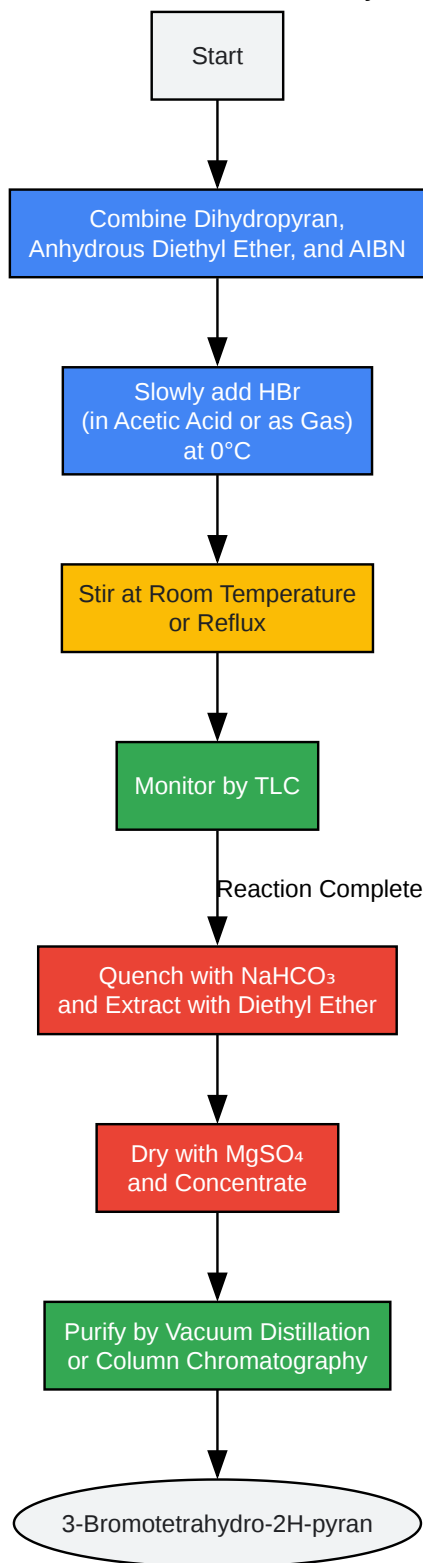 Start
Combine Dihydropyran,
Anhydrous Diethyl Ether, and AIBN
Slowly add HBr
(in Acetic Acid or as Gas)
at 0°C
Stir at Room Temperature
or Reflux
Monitor by TLC
Reaction Complete
Quench with NaHCO₃
and Extract with Diethyl Ether
Dry with MgSO₄
and Concentrate
Purify by Vacuum Distillation
or Column Chromatography
3-Bromotetrahydro-2H-pyran